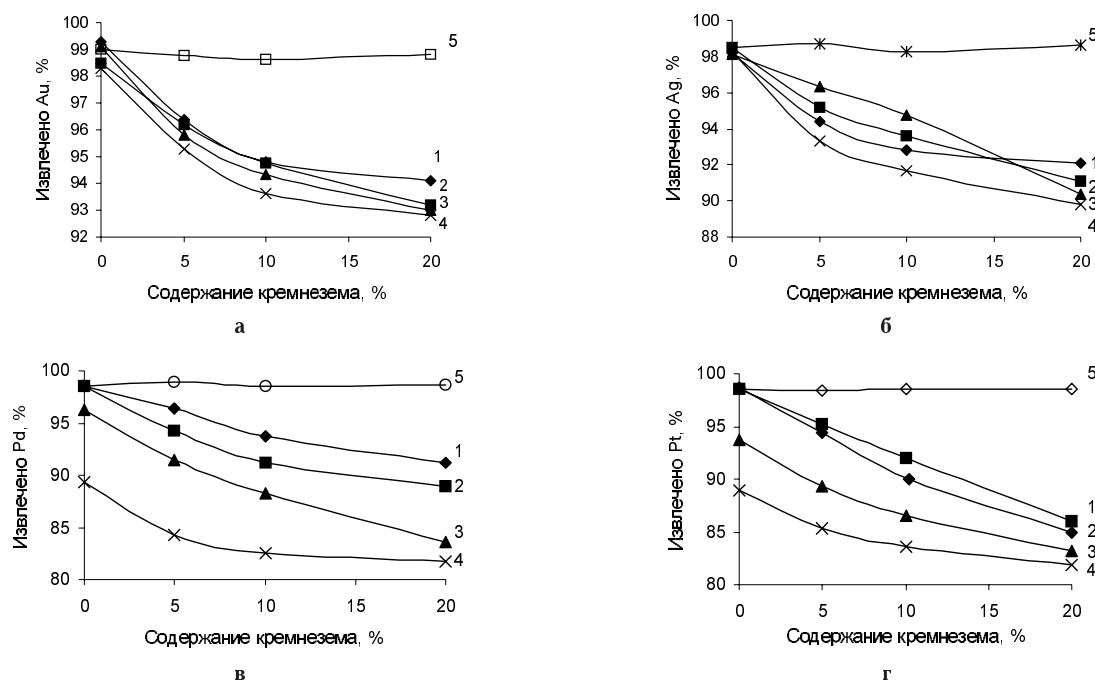 100
99
98
97
96
95
94
93
92
0 5 10 15 20
Извлечено Au, %
Содержание кремнезема, %
5
1
2
3
4
а
100
98
96
94
92
90
88
0 5 10 15 20
Извлечено Ag, %
Содержание кремнезема, %
5
1
2
3
4
б
100
95
90
85
80
0 5 10 15 20
Извлечено Pd, %
Содержание кремнезема, %
5
1
2
3
4
в
100
95
90
85
80
0 5 10 15 20
Извлечено Pt, %
Содержание кремнезема, %
5
1
2
3
4
г